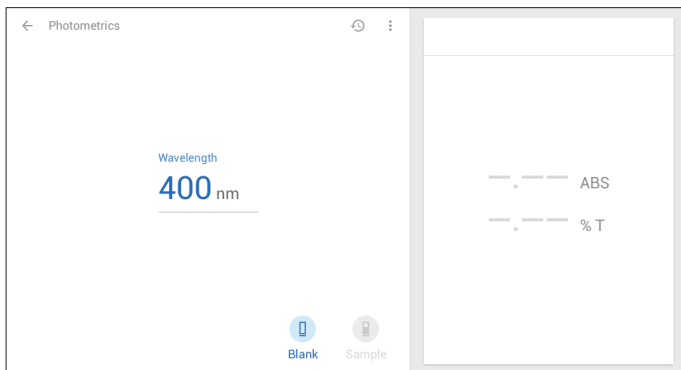 Photometrics
Wavelength
400 nm
Blank
Sample
-.-- ABS
-.-- % T